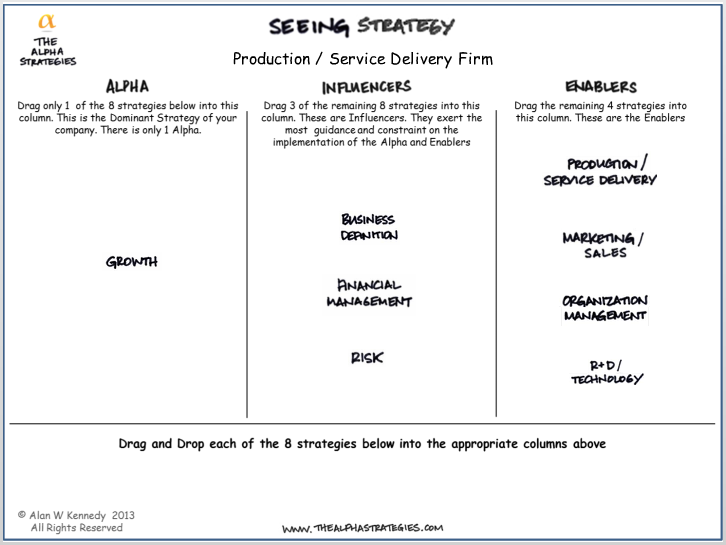 α
THE
ALPHA
STRATEGIES
SEEING STRATEGY
Production / Service Delivery Firm
ALPHA
Drag only 1 of the 8 strategies below into this
column. This is the Dominant Strategy of your
company. There is only 1 Alpha.
INFLUENCERS
Drag 3 of the remaining 8 strategies into this
column. These are Influencers. They exert the
most guidance and constraint on the
implementation of the Alpha and Enablers
ENABLERS
Drag the remaining 4 strategies into
this column. These are the Enablers
GROWTH
BUSINESS
DEFINITION
FINANCIAL
MANAGEMENT
RISK
PRODUCTION /
SERVICE DELIVERY
MARKETING /
SALES
ORGANIZATION
MANAGEMENT
R+D /
TECHNOLOGY
Drag and Drop each of the 8 strategies below into the appropriate columns above
© Alan W Kennedy 2013
All Rights Reserved
WWW.THEALPHASTRATEGIES.COM